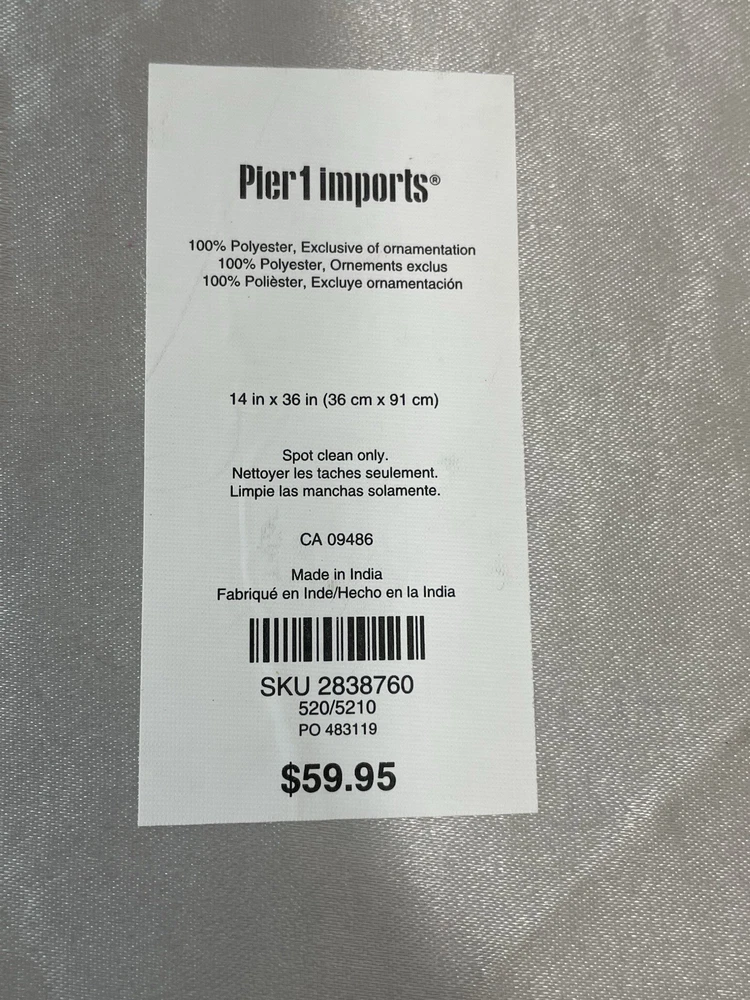 Pier1 imports®
100% Polyester, Exclusive of ornamentation
100% Polyester, Ornements exclus
100% Polièster, Excluye ornamentación
14 in x 36 in (36 cm x 91 cm)
Spot clean only.
Nettoyer les taches seulement.
Limpie las manchas solamente.
CA 09486
Made in India
Fabriqué en Inde/Hecho en la India
SKU 2838760
520/5210
PO 483119
$59.95